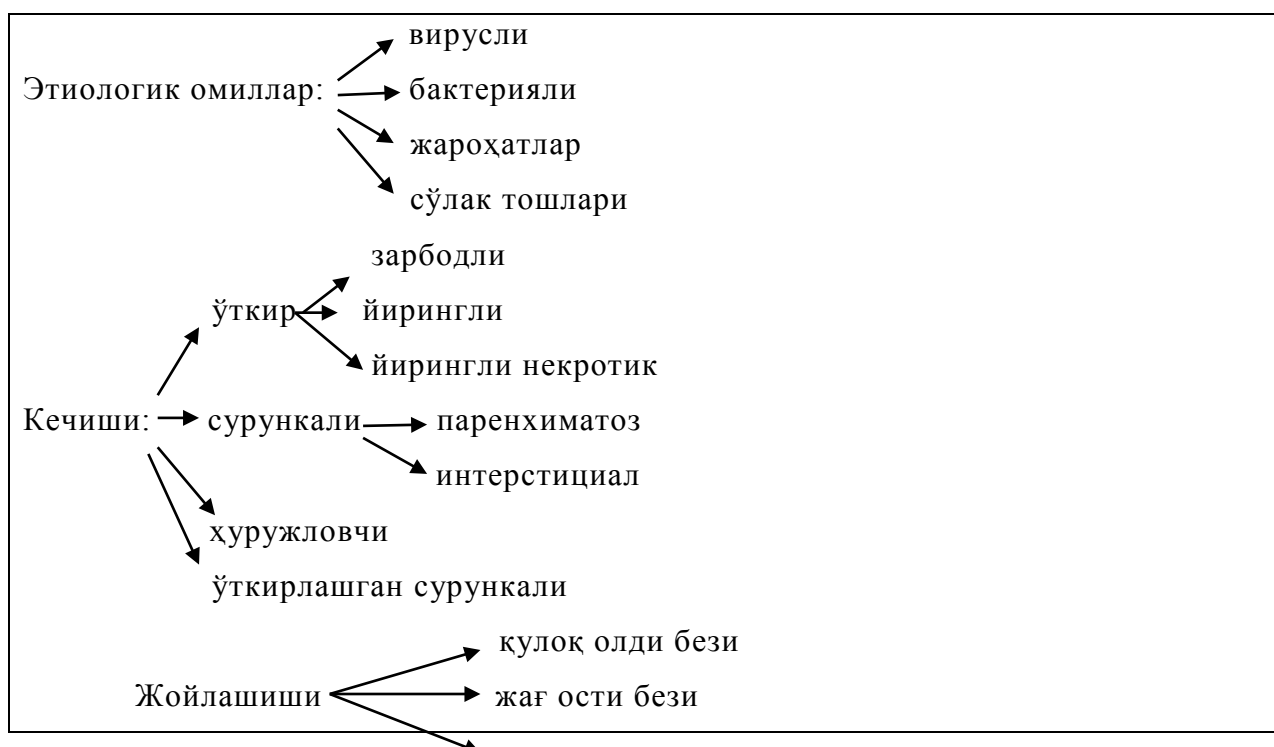 вирусли
Этиологик омиллар: бактерияли
жароҳатлар
сўлак тошлари
зарбодли
ўткир йирингли
йирингли некротик
Кечиши: сурункали паренхиматоз
интерстициал
ҳуружловчи
ўткирлашган сурункали
қулоқ олди бези
Жойлашиши жағ ости бези